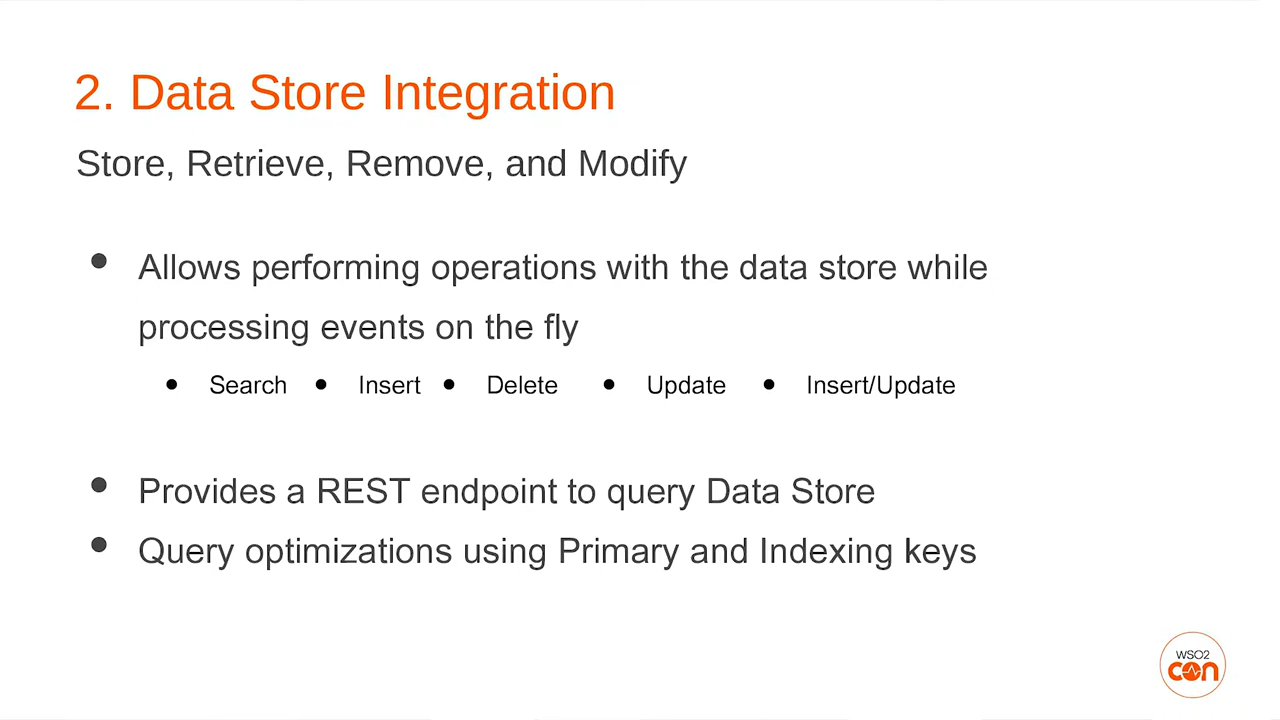 2. Data Store Integration
Store, Retrieve, Remove, and Modify
• Allows performing operations with the data store while
processing events on the fly
• Search • Insert • Delete • Update • Insert/Update
• Provides a REST endpoint to query Data Store
• Query optimizations using Primary and Indexing keys
WSO2
con